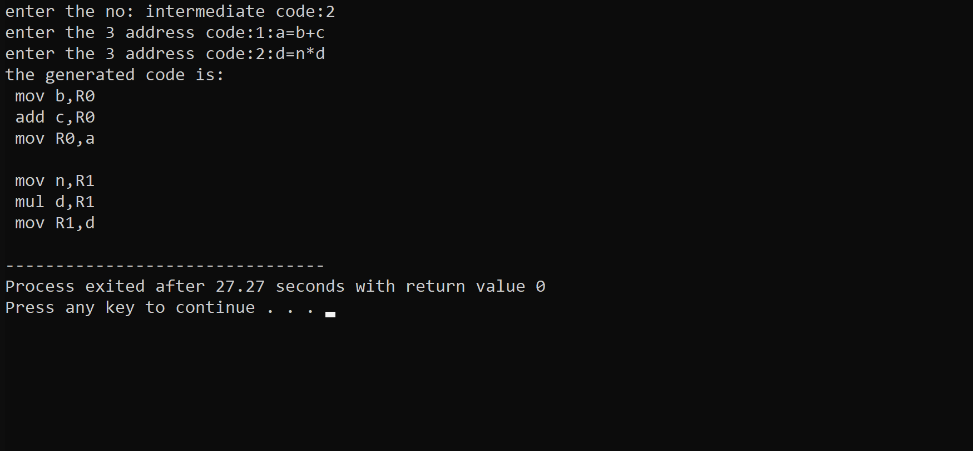 enter the no: intermediate code:2
enter the 3 address code:1:a=b+c
enter the 3 address code:2:d=n*d
the generated code is:
 mov b,R0
 add c,R0
 mov R0,a

 mov n,R1
 mul d,R1
 mov R1,d

--------------------------------
Process exited after 27.27 seconds with return value 0
Press any key to continue . . .